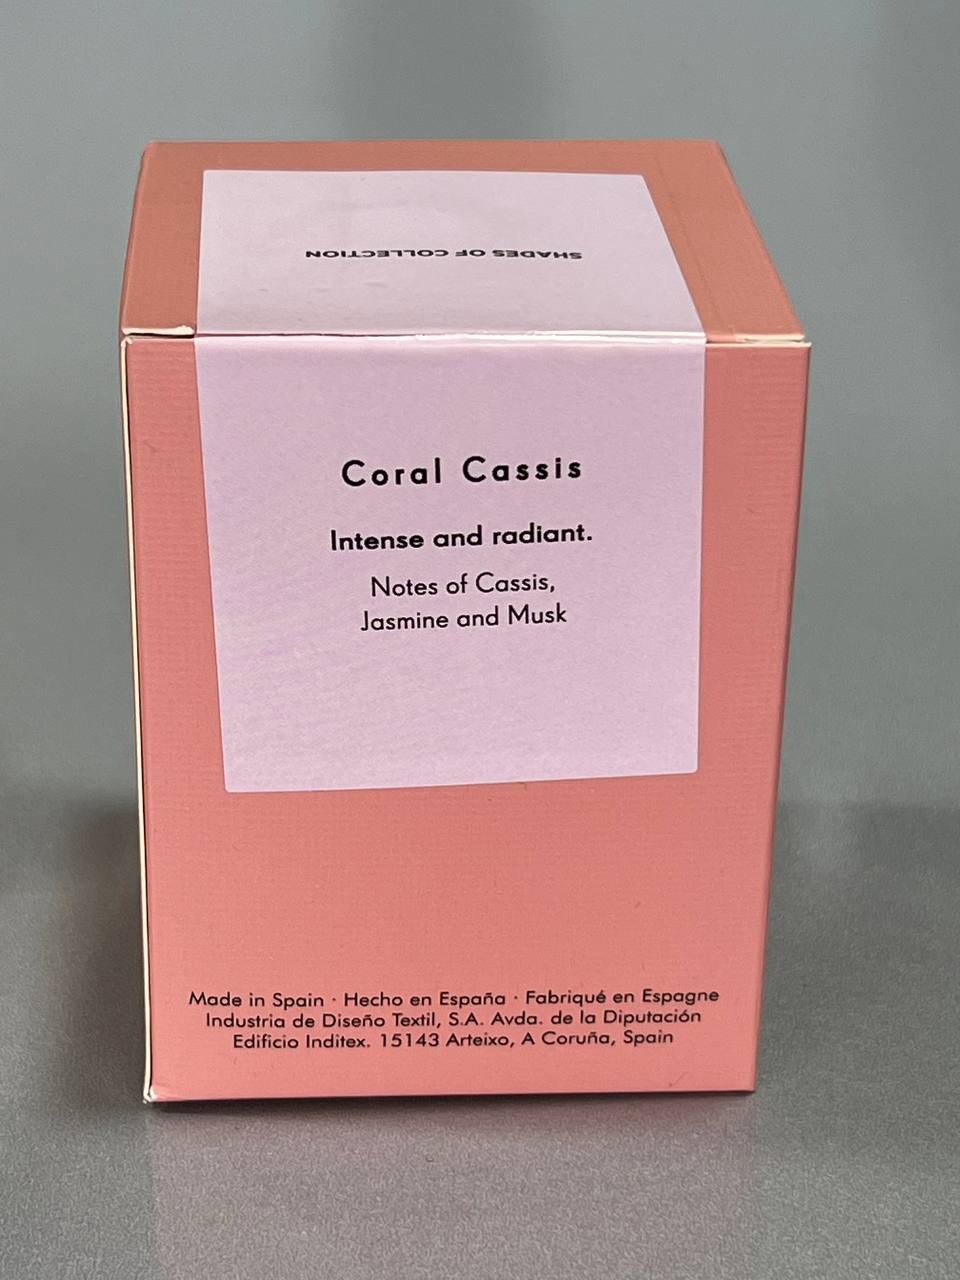 SHADES OF COLLECTION
Coral Cassis
Intense and radiant.
Notes of Cassis,
Jasmine and Musk
Made in Spain · Hecho en España · Fabriqué en Espagne
Industria de Diseño Textil, S.A. Avda. de la Diputación
Edificio Inditex. 15143 Arteixo, A Coruña, Spain